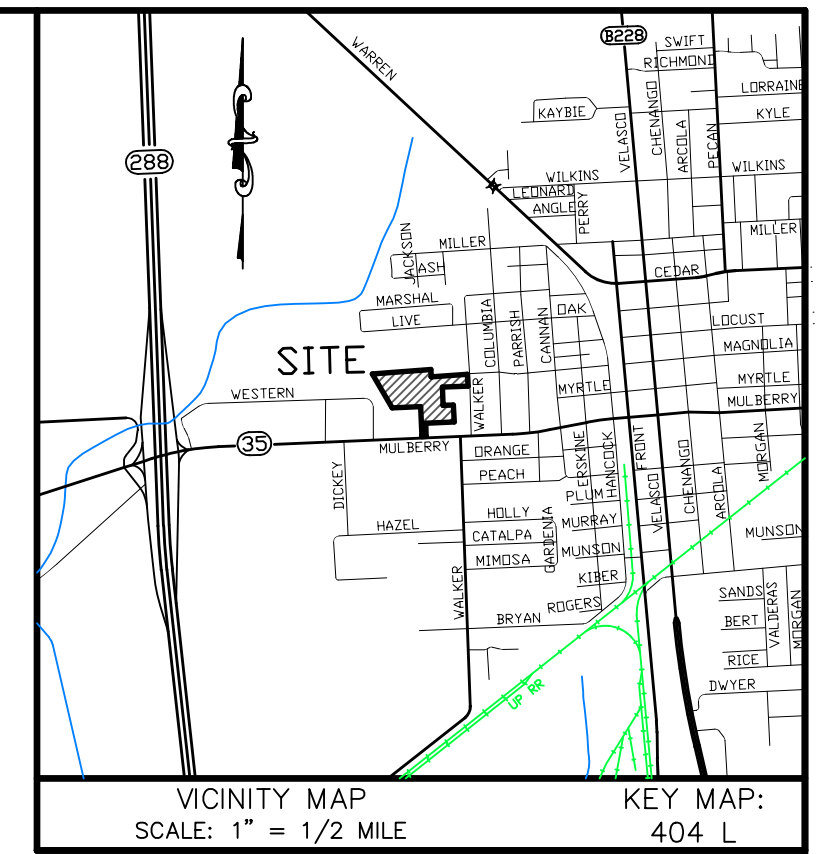 B228
SWIFT
RICHMOND
WARREN
LORRAINE
KAYBIE
KYLE
VELASCO
CHENANGO
ARCOLA
PECAN
288
WILKINS
WILKINS
LEONARD
ANGLE
PERRY
MILLER
JACKSON
MILLER
ASH
CEDAR
MARSHAL
LIVE
OAK
COLUMBIA
PARRISH
CANNAN
LOCUST
MAGNOLIA
SITE
MYRTLE
MYRTLE
WESTERN
WALKER
MULBERRY
35
MULBERRY
ORANGE
PEACH
ERSKINE
HANCOCK
FRONT
VELASCO
CHENANGO
ARCOLA
MORGAN
DICKEY
PLUM
HOLLY
HAZEL
CATALPA
GARDENIA
MURRAY
MUNSON
MUNSON
MIMOSA
KIBER
WALKER
ROGERS
BRYAN
SANDS
BERT
VALDERAS
MORGAN
RICE
DWYER
UP RR
VICINITY MAP
SCALE: 1" = 1/2 MILE
KEY MAP:
404 L